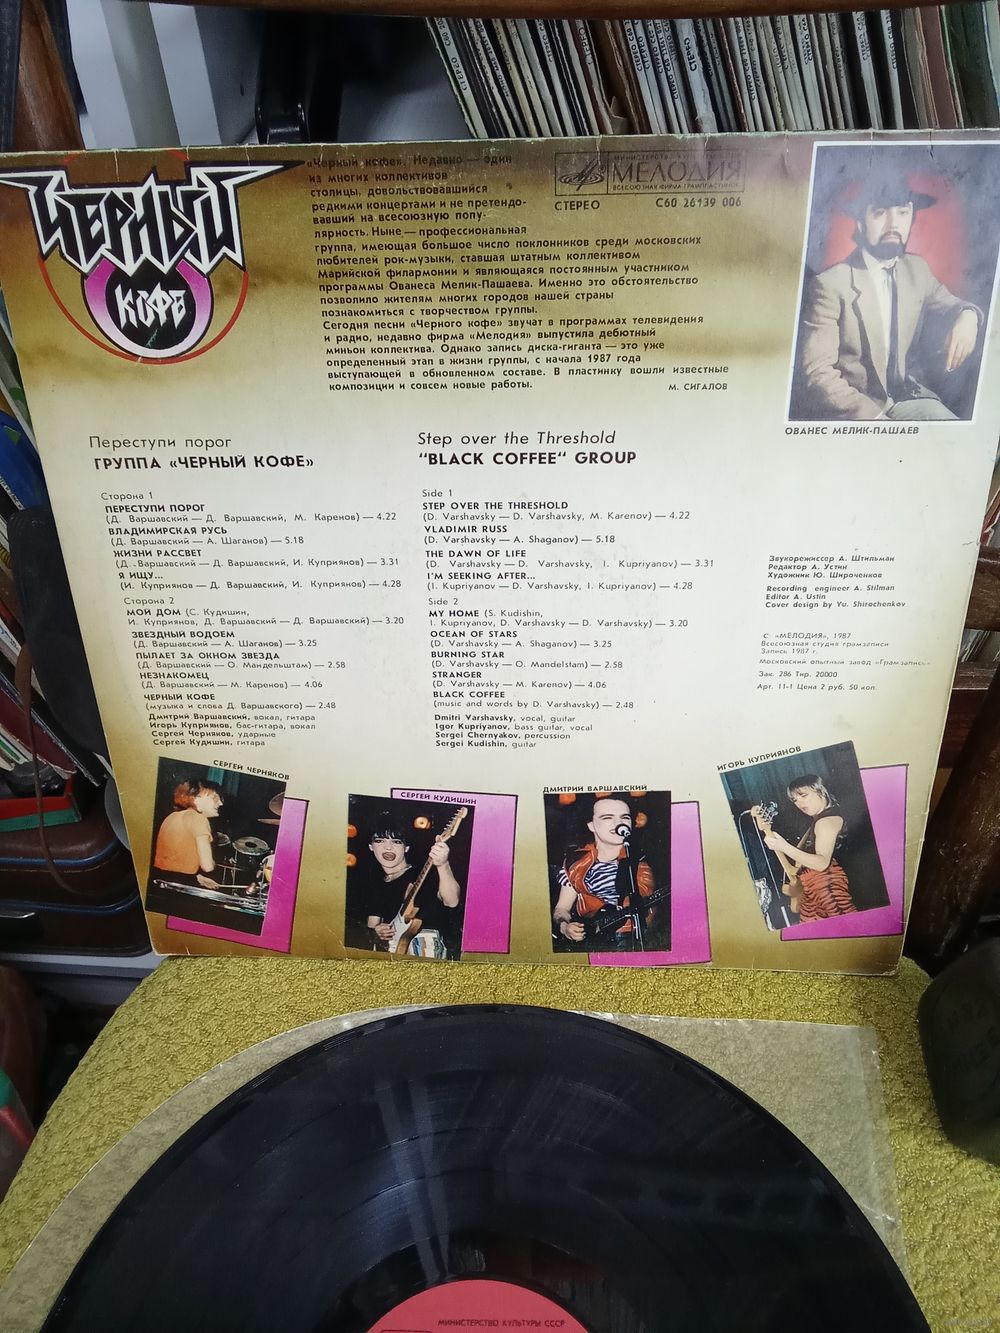 ЧЕРНЫЙ
КОФЕ
«Черный кофе». Недавно — один
из многих коллективов
столицы, довольствовавшийся
редкими концертами и не претендо-
вавший на всесоюзную попу-
лярность. Ныне — профессиональная
группа, имеющая большое число поклонников среди московских
любителей рок-музыки, ставшая штатным коллективом
Марийской филармонии и являющаяся постоянным участником
программы Ованеса Мелик-Пашаева. Именно это обстоятельство
позволило жителям многих городов нашей страны
познакомиться с творчеством группы.
Сегодня песни «Черного кофе» звучат в программах телевидения
и радио, недавно фирма «Мелодия» выпустила дебютный
миньон коллектива. Однако запись диска-гиганта — это уже
определенный этап в жизни группы, с начала 1987 года
выступающей в обновленном составе. В пластинку вошли известные
композиции и совсем новые работы.
М. СИГАЛОВ
МЕЛОДИЯ
ВСЕСОЮЗНАЯ ФИРМА ГРАМПЛАСТИНОК
СТЕРЕО С60 26139 006
ОВАНЕС МЕЛИК-ПАШАЕВ
Переступи порог
ГРУППА «ЧЕРНЫЙ КОФЕ»
Сторона 1
ПЕРЕСТУПИ ПОРОГ
(Д. Варшавский — Д. Варшавский, М. Каренов) — 4.22
ВЛАДИМИРСКАЯ РУСЬ
(Д. Варшавский — А. Шаганов) — 5.18
ЖИЗНИ РАССВЕТ
(Д. Варшавский — Д. Варшавский, И. Куприянов) — 3.31
Я ИЩУ...
(И. Куприянов — Д. Варшавский, И. Куприянов) — 4.28
Сторона 2
МОЙ ДОМ (С. Кудишин,
И. Куприянов, Д. Варшавский — Д. Варшавский) — 3.20
ЗВЕЗДНЫЙ ВОДОЕМ
(Д. Варшавский — А. Шаганов) — 3.25
ПЫЛАЕТ ЗА ОКНОМ ЗВЕЗДА
(Д. Варшавский — О. Мандельштам) — 2.58
НЕЗНАКОМЕЦ
(Д. Варшавский — М. Каренов) — 4.06
ЧЕРНЫЙ КОФЕ
(музыка и слова Д. Варшавского) — 2.48
Дмитрий Варшавский, вокал, гитара
Игорь Куприянов, бас-гитара, вокал
Сергей Черняков, ударные
Сергей Кудишин, гитара
Step over the Threshold
“BLACK COFFEE“ GROUP
Side 1
STEP OVER THE THRESHOLD
(D. Varshavsky — D. Varshavsky, M. Karenov) — 4.22
VLADIMIR RUSS
(D. Varshavsky — A. Shaganov) — 5.18
THE DAWN OF LIFE
(D. Varshavsky — D. Varshavsky, I. Kupriyanov) — 3.31
I'M SEEKING AFTER...
(I. Kupriyanov — D. Varshavsky, I. Kupriyanov) — 4.28
Side 2
MY HOME (S. Kudishin,
I. Kupriyanov, D. Varshavsky — D. Varshavsky) — 3.20
OCEAN OF STARS
(D. Varshavsky — A. Shaganov) — 3.25
BURNING STAR
(D. Varshavsky — O. Mandelstam) — 2.58
STRANGER
(D. Varshavsky — M. Karenov) — 4.06
BLACK COFFEE
(music and words by D. Varshavsky) — 2.48
Dmitri Varshavsky, vocal, guitar
Igor Kupriyanov, bass guitar, vocal
Sergei Chernyakov, percussion
Sergei Kudishin, guitar
Звукорежиссер А. Штильман
Редактор А. Устин
Художник Ю. Широченков
Recording engineer A. Stilman
Editor A. Ustin
Cover design by Yu. Shirochenkov
С «МЕЛОДИЯ», 1987
Всесоюзная студия грамзаписи
Запись 1987 г.
Московский опытный завод «Грамзапись»
Зак. 286 Тир. 20000
Арт. 11-1 Цена 2 руб. 50 коп.
СЕРГЕЙ ЧЕРНЯКОВ
СЕРГЕЙ КУДИШИН
ДМИТРИЙ ВАРШАВСКИЙ
ИГОРЬ КУПРИЯНОВ
МИНИСТЕРСТВО КУЛЬТУРЫ СССР